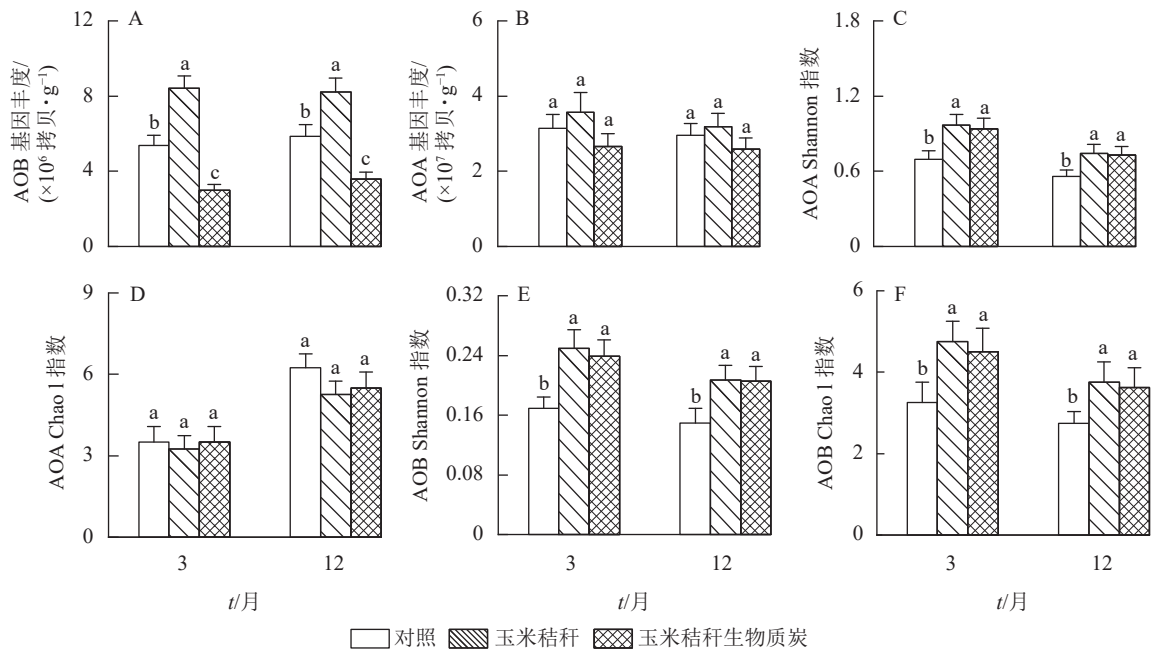 A
AOB 基因丰度/
(×10⁶ 拷贝·g⁻¹)
12
8
4
0
b
a
c
b
a
c
B
AOA 基因丰度/
(×10⁷ 拷贝·g⁻¹)
6
4
2
0
a
a
a
a
a
a
C
AOA Shannon 指数
1.8
1.2
0.6
0
b
a
a
b
a
a
D
AOA Chao l 指数
9
6
3
0
a
a
a
a
a
a
3
12
t/月
E
AOB Shannon 指数
0.32
0.24
0.16
0.08
0
b
a
a
b
a
a
3
12
t/月
F
AOB Chao l 指数
6
4
2
0
b
a
a
b
a
a
3
12
t/月
对照 玉米秸秆 玉米秸秆生物质炭